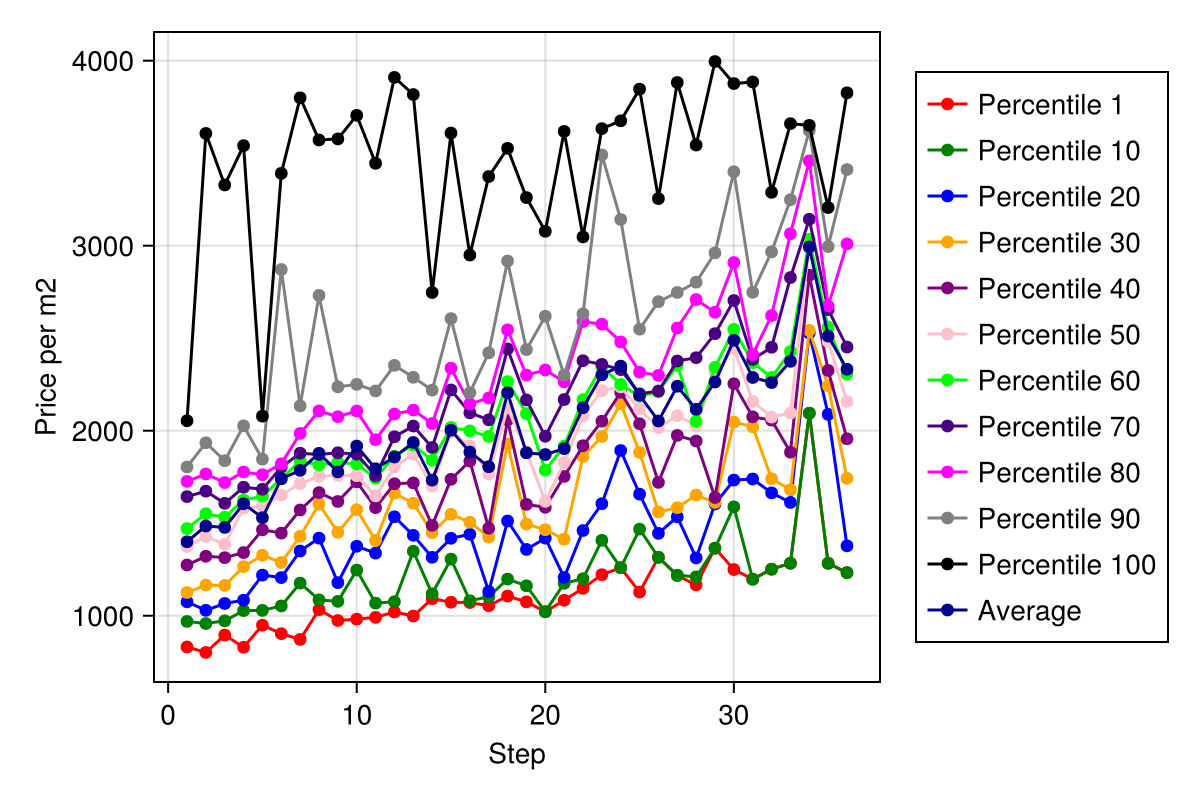 4000
3000
2000
1000
Price per m2
0
10
20
30
Step
Percentile 1
Percentile 10
Percentile 20
Percentile 30
Percentile 40
Percentile 50
Percentile 60
Percentile 70
Percentile 80
Percentile 90
Percentile 100
Average